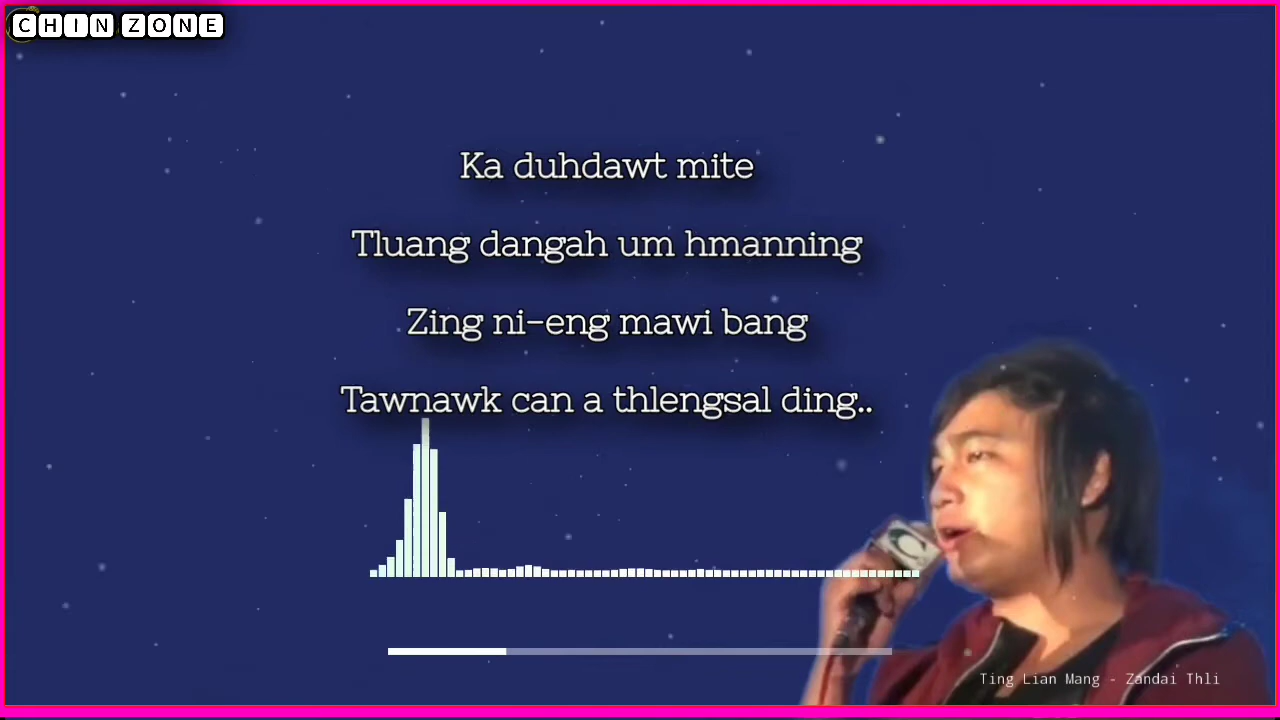 CHIN ZONE
Ka duhdawt mite
Tluang dangah um hmanning
Zing ni-eng mawi bang
Tawnawk can a thlengsal ding..
Ting Lian Mang - Zandai Thli